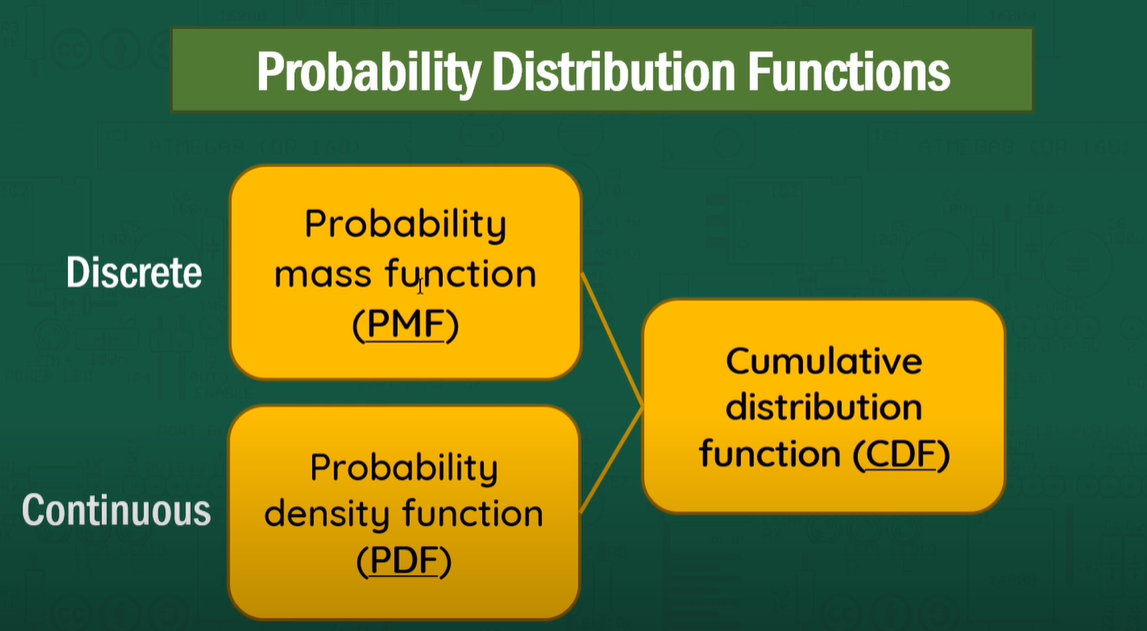 Probability Distribution Functions
Discrete
Probability
mass function
(PMF)
Continuous
Probability
density function
(PDF)
Cumulative
distribution
function (CDF)